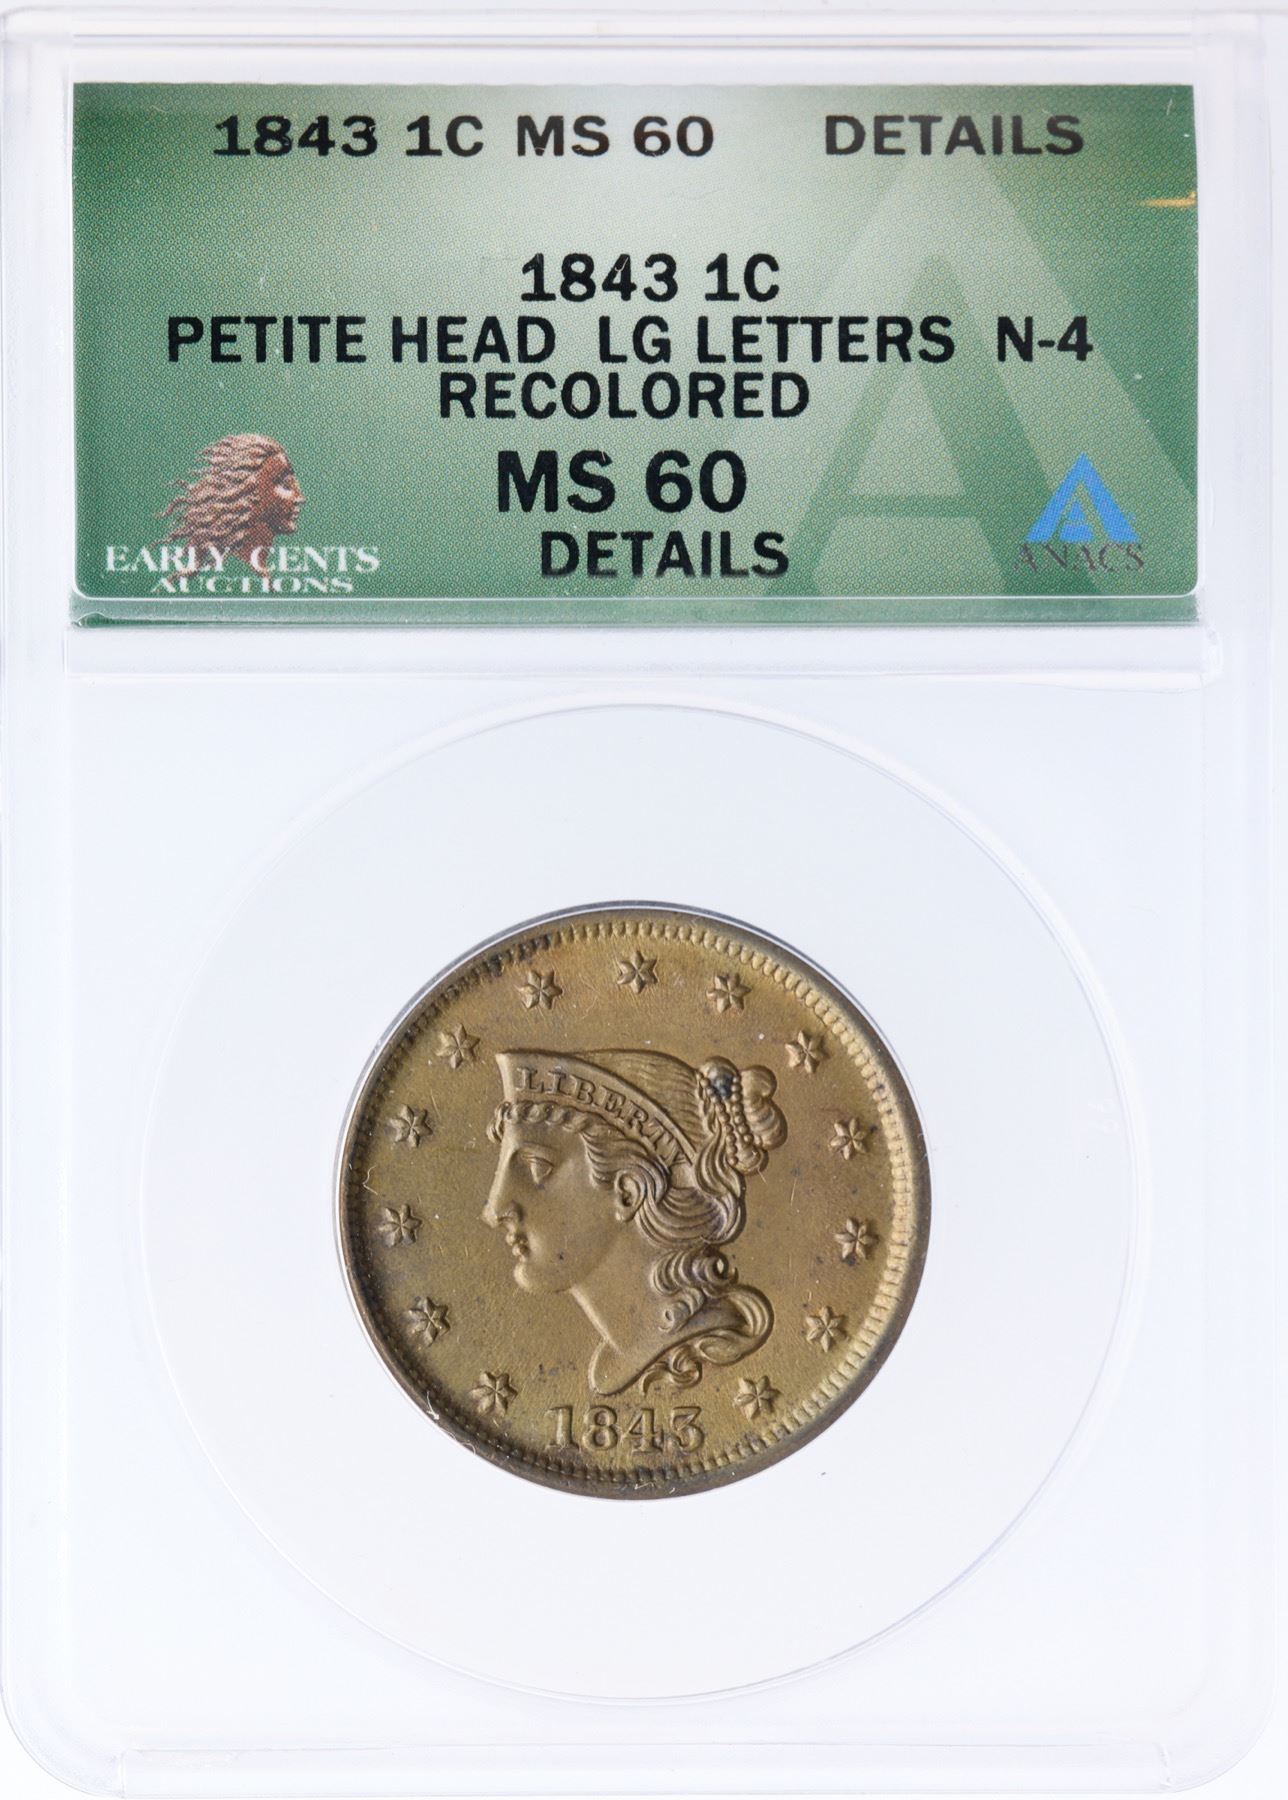 1843 1C MS 60 DETAILS
1843 1C
PETITE HEAD LG LETTERS N-4
RECOLORED
MS 60
DETAILS
EARLY CENTS
AUCTIONS
ANACS
LIBERTY
1843